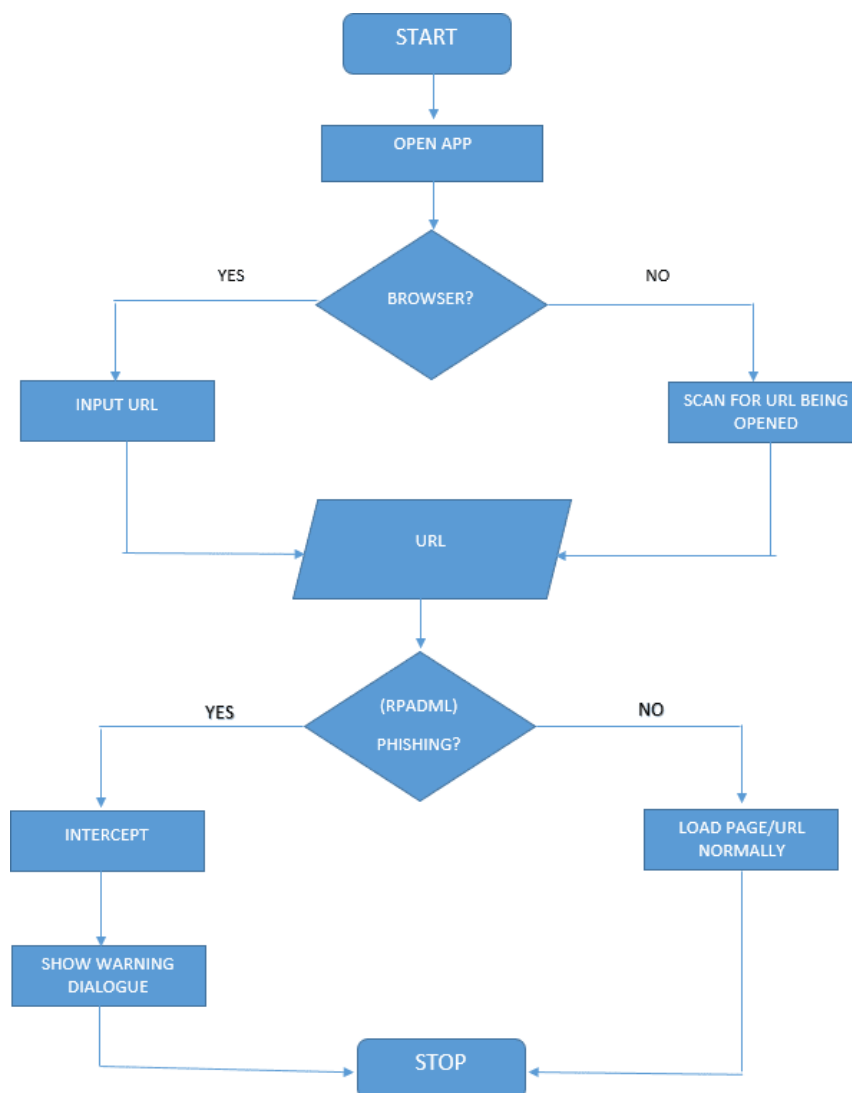 START
OPEN APP
YES
BROWSER?
NO
INPUT URL
SCAN FOR URL BEING
OPENED
URL
YES
(RPADML)
PHISHING?
NO
INTERCEPT
LOAD PAGE/URL
NORMALLY
SHOW WARNING
DIALOGUE
STOP